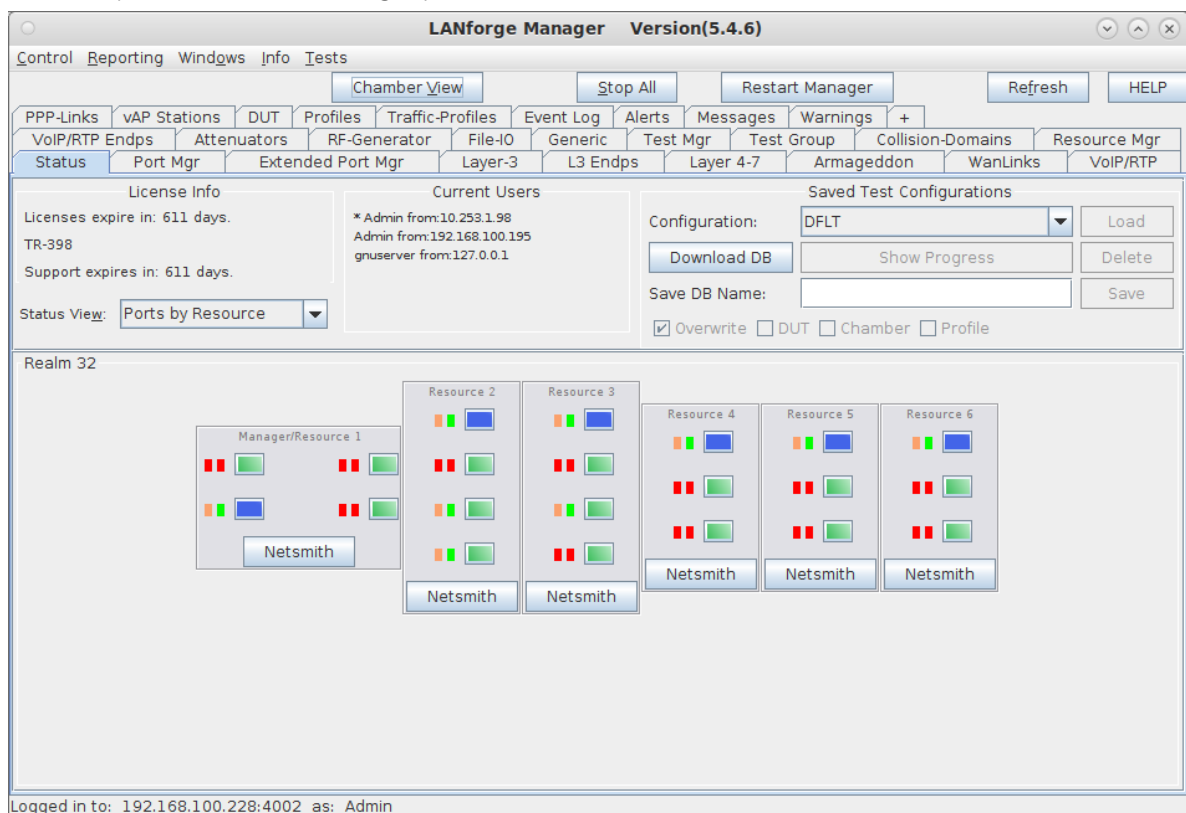 LANforge Manager Version(5.4.6)
Control Reporting Windows Info Tests
Chamber View Stop All Restart Manager Refresh HELP
PPP-Links vAP Stations DUT Profiles Traffic-Profiles Event Log Alerts Messages Warnings +
VoIP/RTP Endps Attenuators RF-Generator File-IO Generic Test Mgr Test Group Collision-Domains Resource Mgr
Status Port Mgr Extended Port Mgr Layer-3 L3 Endps Layer 4-7 Armageddon WanLinks VoIP/RTP
License Info
Licenses expire in: 611 days.
TR-398
Support expires in: 611 days.
Status View: Ports by Resource
Current Users
* Admin from:10.253.1.98
Admin from:192.168.100.195
gnuserver from:127.0.0.1
Saved Test Configurations
Configuration: DFLT Load
Download DB Show Progress Delete
Save DB Name: Save
Overwrite DUT Chamber Profile
Realm 32
Manager/Resource 1
Netsmith
Resource 2
Netsmith
Resource 3
Netsmith
Resource 4
Netsmith
Resource 5
Netsmith
Resource 6
Netsmith
Logged in to: 192.168.100.228:4002 as: Admin